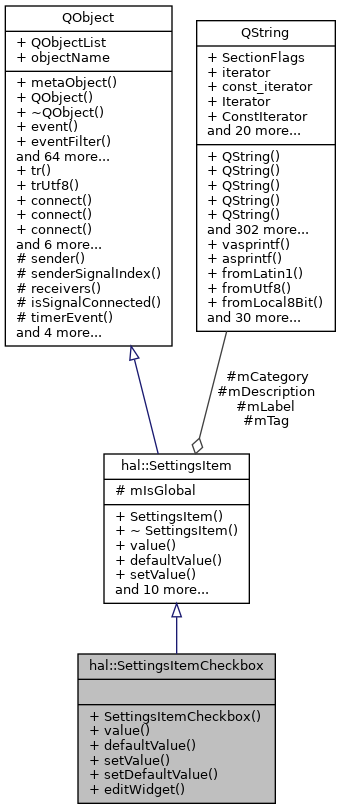 QObject
+ QObjectList
+ objectName
+ metaObject()
+ QObject()
+ ~QObject()
+ event()
+ eventFilter()
and 64 more...
+ tr()
+ trUtf8()
+ connect()
+ connect()
+ connect()
and 6 more...
# sender()
# senderSignalIndex()
# receivers()
# isSignalConnected()
# timerEvent()
and 4 more...
QString
+ SectionFlags
+ iterator
+ const_iterator
+ Iterator
+ ConstIterator
and 20 more...
+ QString()
+ QString()
+ QString()
+ QString()
+ QString()
and 302 more...
+ vasprintf()
+ asprintf()
+ fromLatin1()
+ fromUtf8()
+ fromLocal8Bit()
and 30 more...
#mCategory
#mDescription
#mLabel
#mTag
hal::SettingsItem
# mIsGlobal
+ SettingsItem()
+ ~ SettingsItem()
+ value()
+ defaultValue()
+ setValue()
and 10 more...
hal::SettingsItemCheckbox
+ SettingsItemCheckbox()
+ value()
+ defaultValue()
+ setValue()
+ setDefaultValue()
+ editWidget()